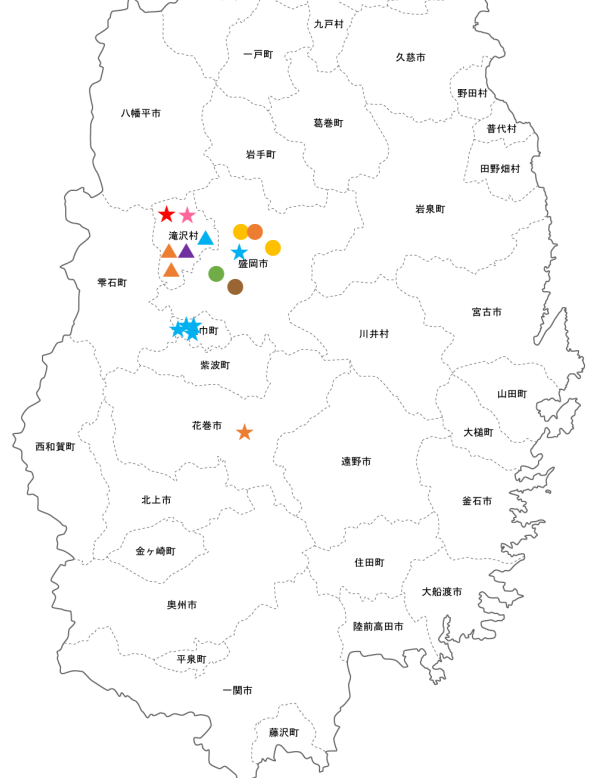 九戸村
一戸町
久慈市
野田村
八幡平市
葛巻町
普代村
岩手町
田野畑村
岩泉町
滝沢村
盛岡市
雫石町
宮古市
巾町
川井村
紫波町
山田町
花巻市
大槌町
西和賀町
遠野市
北上市
釜石市
金ヶ崎町
住田町
大船渡市
奥州市
陸前高田市
平泉町
一関市
藤沢町